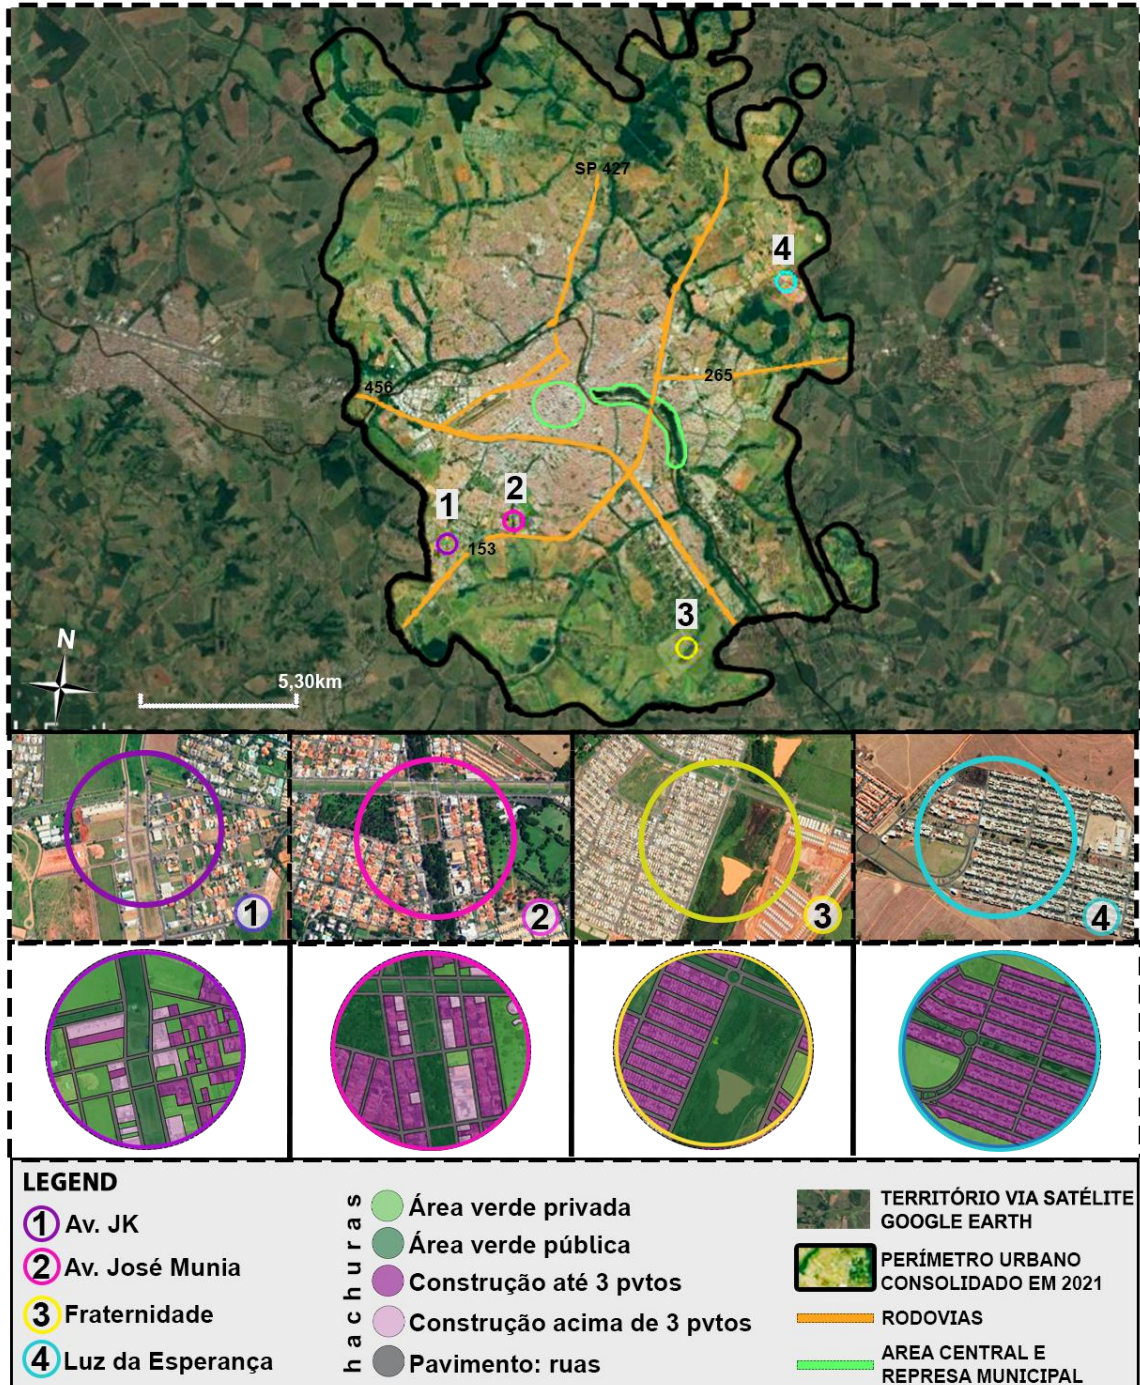 SP 427
4
265
456
1
2
153
3
N
5,30km
1
2
3
4
LEGEND
1 Av. JK
2 Av. José Munia
3 Fraternidade
4 Luz da Esperança
hachuras
Área verde privada
Área verde pública
Construção até 3 pvtos
Construção acima de 3 pvtos
Pavimento: ruas
TERRITÓRIO VIA SATÉLITE
GOOGLE EARTH
PERÍMETRO URBANO
CONSOLIDADO EM 2021
RODOVIAS
AREA CENTRAL E
REPRESA MUNICIPAL